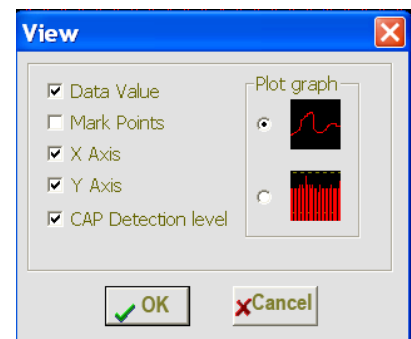 View
Data Value
Mark Points
X Axis
Y Axis
CAP Detection level
Plot graph
OK
Cancel